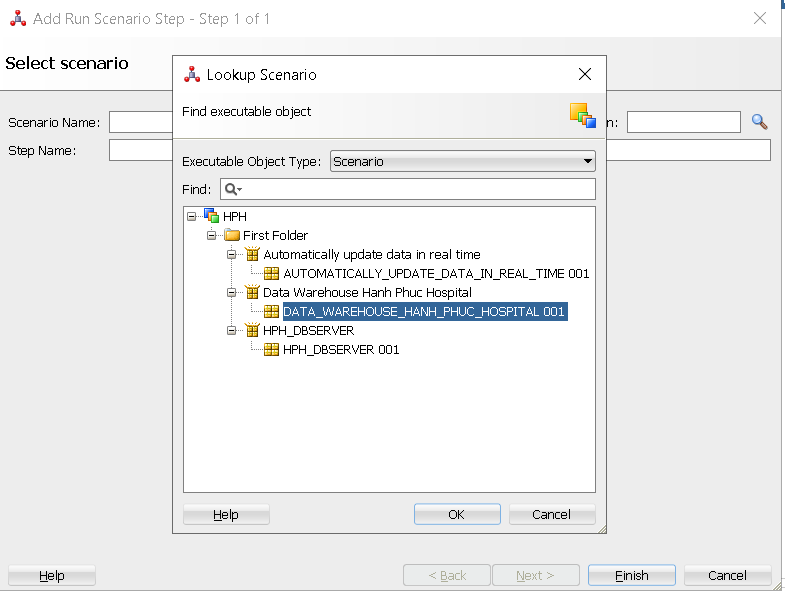 Add Run Scenario Step - Step 1 of 1
Select scenario
Lookup Scenario
Find executable object
Scenario Name:
n:
Step Name:
Executable Object Type: Scenario
Find:
HPH
First Folder
Automatically update data in real time
AUTOMATICALLY_UPDATE_DATA_IN_REAL_TIME 001
Data Warehouse Hanh Phuc Hospital
DATA_WAREHOUSE_HANH_PHUC_HOSPITAL 001
HPH_DBSERVER
HPH_DBSERVER 001
Help OK Cancel
Help < Back Next > Finish Cancel